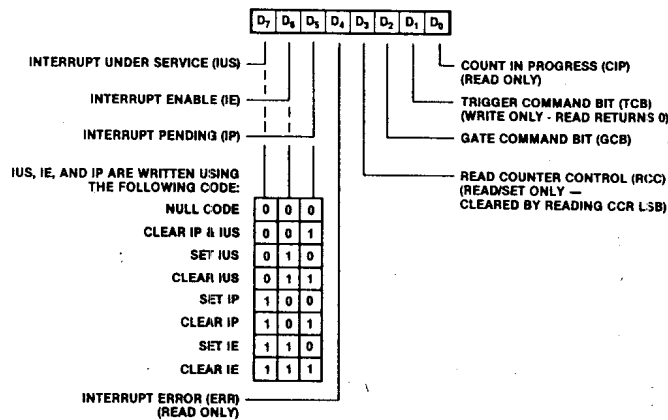 D7 D6 D5 D4 D3 D2 D1 D0
INTERRUPT UNDER SERVICE (IUS)
INTERRUPT ENABLE (IE)
INTERRUPT PENDING (IP)
COUNT IN PROGRESS (CIP)
(READ ONLY)
TRIGGER COMMAND BIT (TCB)
(WRITE ONLY - READ RETURNS 0)
GATE COMMAND BIT (GCB)
READ COUNTER CONTROL (RCC)
(READ/SET ONLY —
CLEARED BY READING CCR LSB)
IUS, IE, AND IP ARE WRITTEN USING
THE FOLLOWING CODE:
NULL CODE 0 0 0
CLEAR IP & IUS 0 0 1
SET IUS 0 1 0
CLEAR IUS 0 1 1
SET IP 1 0 0
CLEAR IP 1 0 1
SET IE 1 1 0
CLEAR IE 1 1 1
INTERRUPT ERROR (ERR)
(READ ONLY)